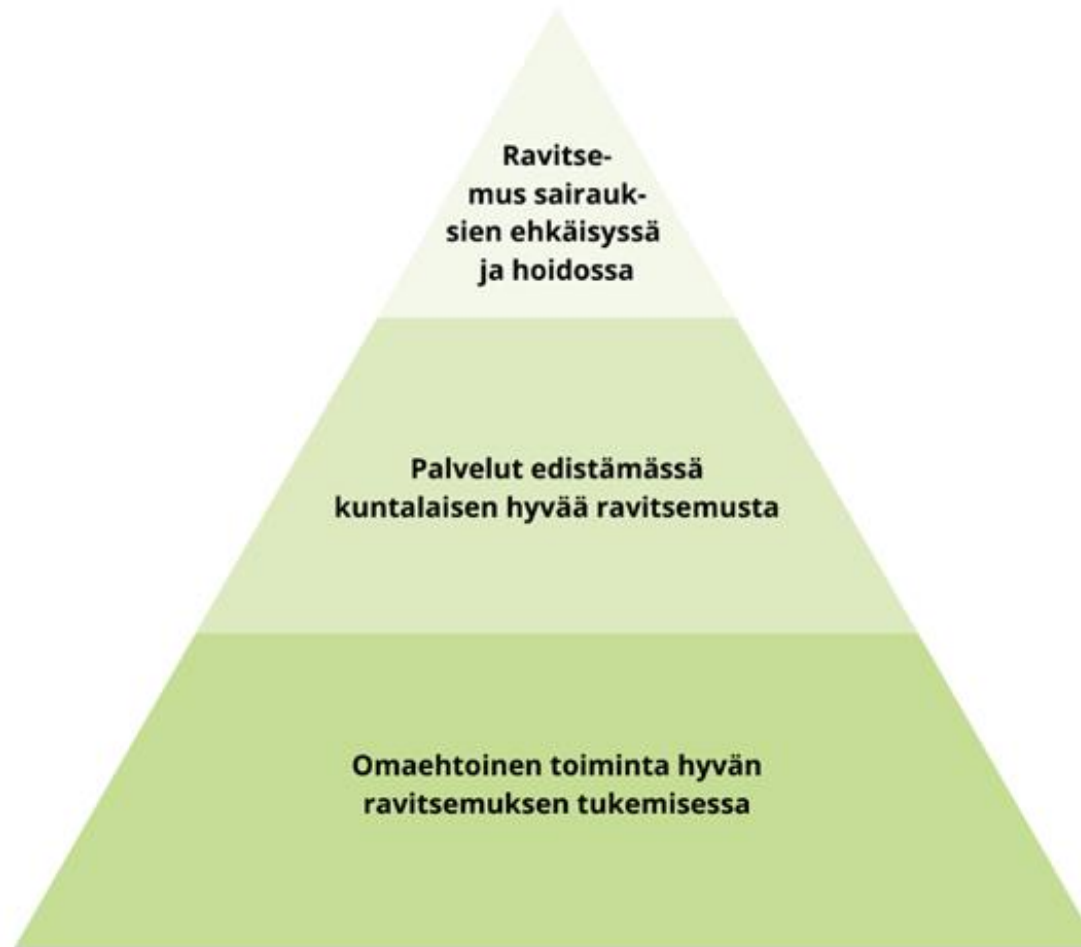 Ravitse-
mus sairauk-
sien ehkäisyssä
ja hoidossa
Palvelut edistämässä
kuntalaisen hyvää ravitsemusta
Omaehtoinen toiminta hyvän
ravitsemuksen tukemisessa